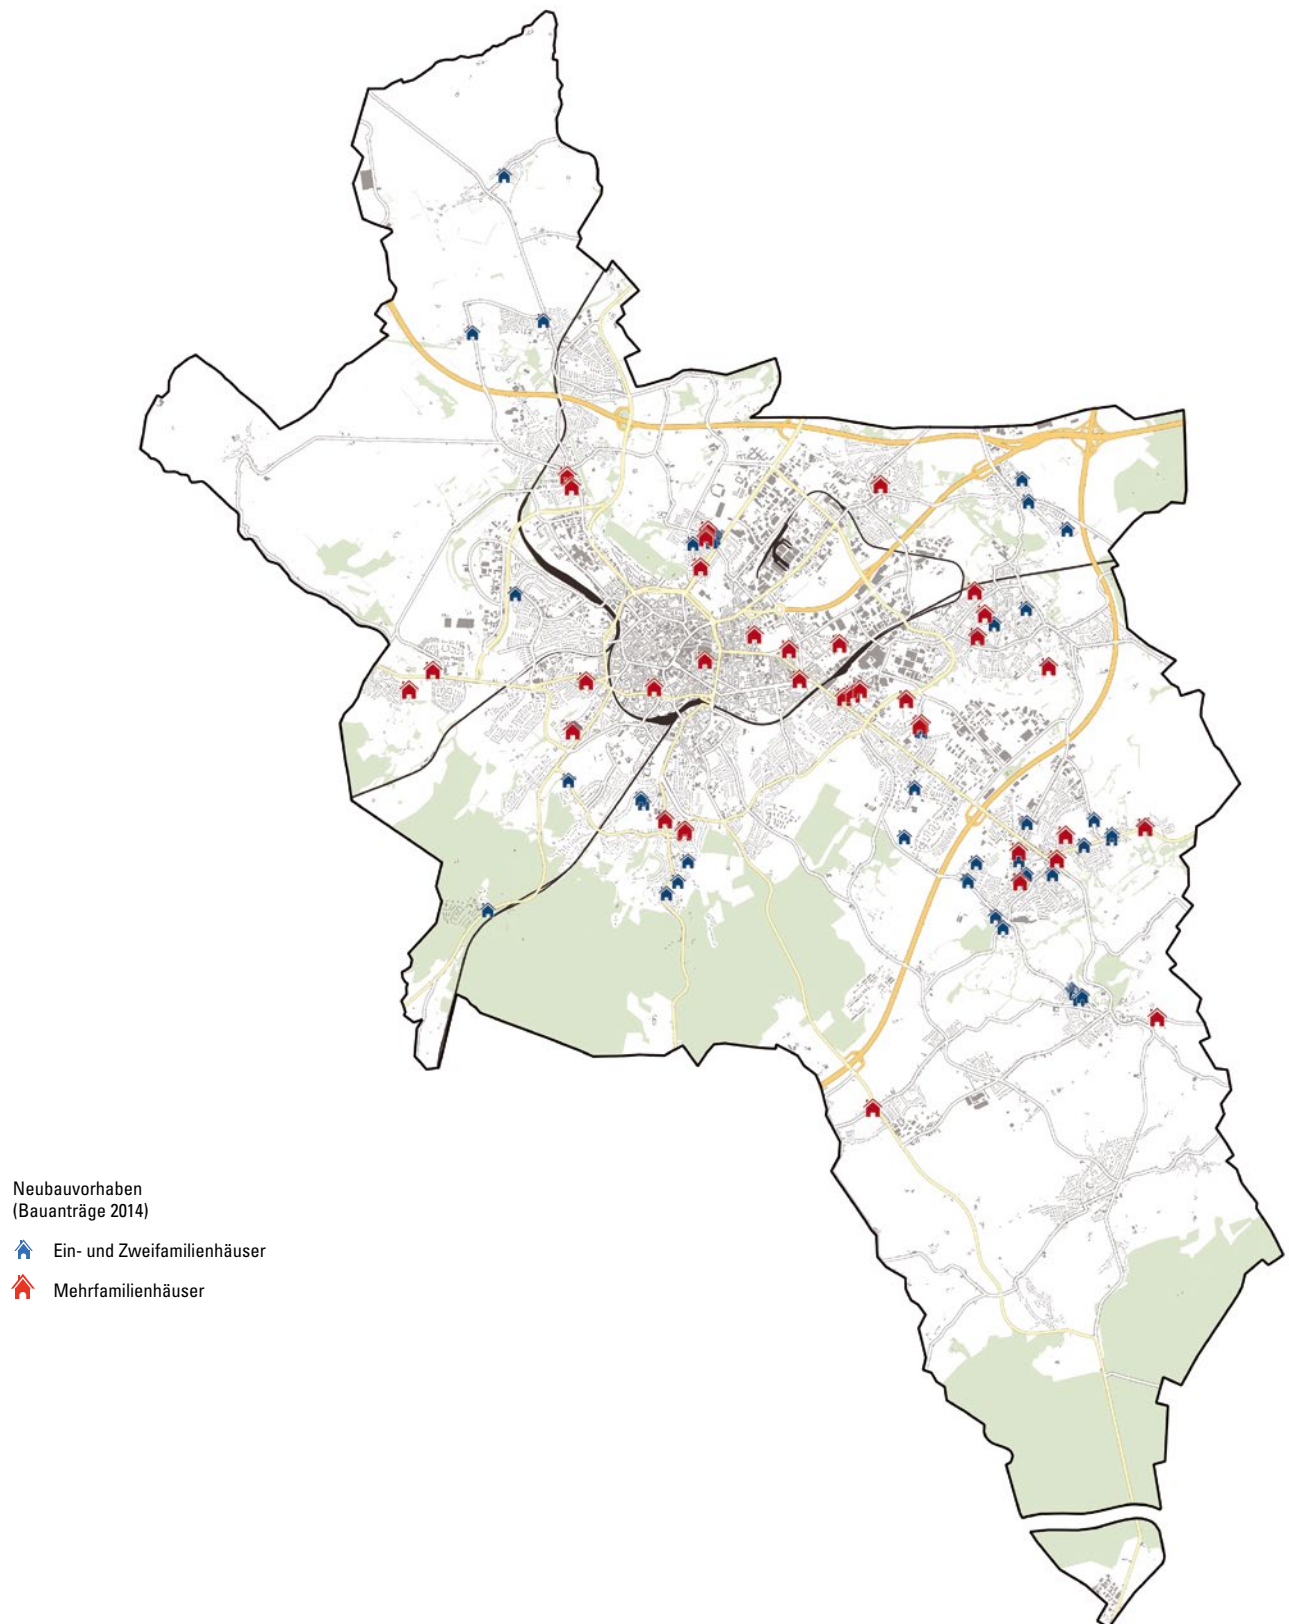 Neubauvorhaben
(Bauanträge 2014)
Ein- und Zweifamilienhäuser
Mehrfamilienhäuser